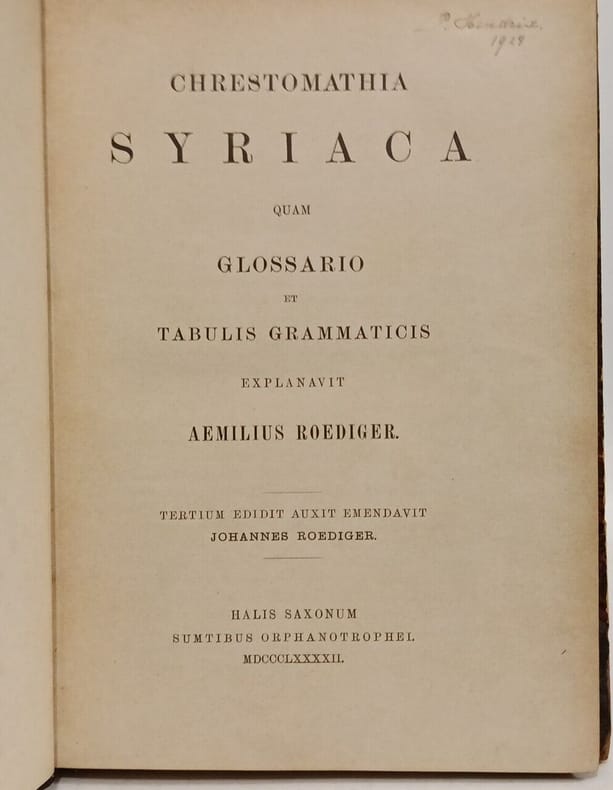 1928
CHRESTOMATHIA
SYRIACA
QUAM
GLOSSARIO
ET
TABULIS GRAMMATICIS
EXPLANAVIT
AEMILIUS ROEDIGER.
TERTIUM EDIDIT AUXIT EMENDAVIT
JOHANNES ROEDIGER.
HALIS SAXONUM
SUMTIBUS ORPHANOTROPHEI.
MDCCCLXXXXII.